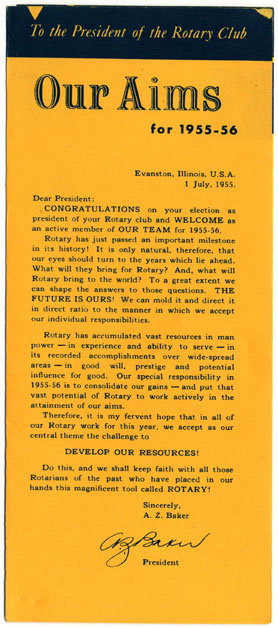 To the President of the Rotary Club
Our Aims
for 1955-56
Evanston, Illinois, U.S.A.
1 July, 1955.
Dear President:
CONGRATULATIONS on your election as
president of your Rotary club and WELCOME as
an active member of OUR TEAM for 1955-56.
Rotary has just passed an important milestone
in its history! It is only natural, therefore, that
our eyes should turn to the years which lie ahead.
What will they bring for Rotary? And, what will
Rotary bring to the world? To a great extent we
can shape the answers to those questions. THE
FUTURE IS OURS! We can mold it and direct it
in direct ratio to the manner in which we accept
our individual responsibilities.
Rotary has accumulated vast resources in man
power — in experience and ability to serve — in
its recorded accomplishments over wide-spread
areas — in good will, prestige and potential
influence for good. Our special responsibility in
1955-56 is to consolidate our gains — and put that
vast potential of Rotary to work actively in the
attainment of our aims.
Therefore, it is my fervent hope that in all of
our Rotary work for this year, we accept as our
central theme the challenge to
DEVELOP OUR RESOURCES!
Do this, and we shall keep faith with all those
Rotarians of the past who have placed in our
hands this magnificent tool called ROTARY!
Sincerely,
A. Z. Baker
AZ Baker
President